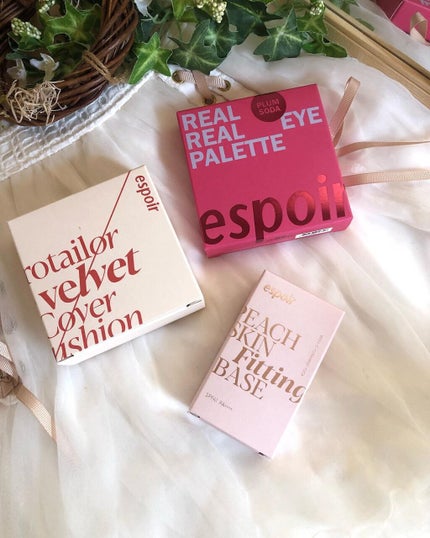 REAL
REAL EYE
PALETTE
PLUM
SODA
espoir
espoir
rotailør
velvet
Cover
ushion
espoir
PEACH
SKIN
Fitting
BASE